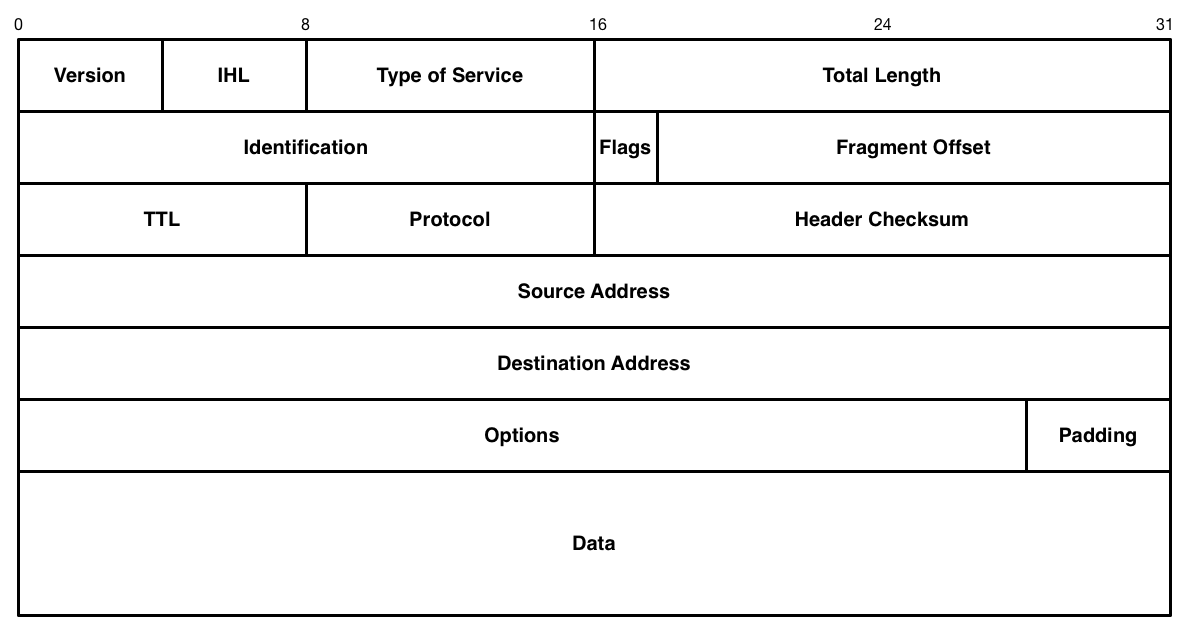 0 8 16 24 31
Version IHL Type of Service Total Length
Identification Flags Fragment Offset
TTL Protocol Header Checksum
Source Address
Destination Address
Options Padding
Data